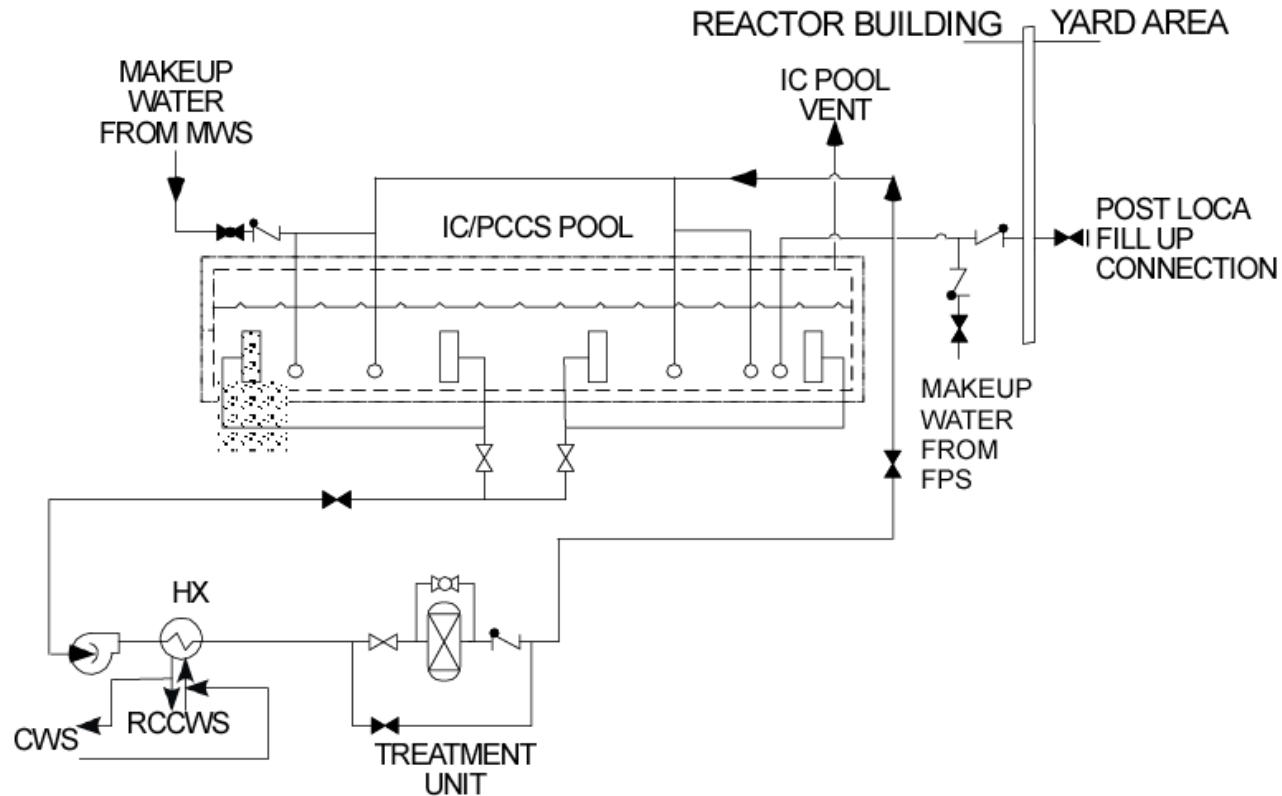 REACTOR BUILDING
YARD AREA
MAKEUP
WATER
FROM MWS
IC POOL
VENT
IC/PCCS POOL
POST LOCA
FILL UP
CONNECTION
MAKEUP
WATER
FROM
FPS
HX
RCCWS
CWS
TREATMENT
UNIT